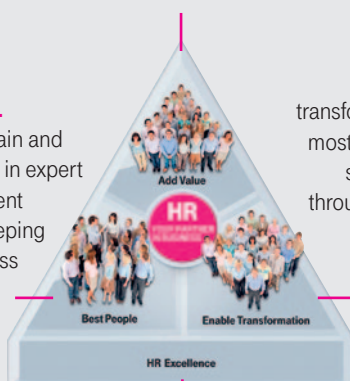 ain and
in expert
ent
eping
ss
transfo
most
s
throu
Add Value
HR
YOUR PARTNER
IN BUSINESS
Best People
Enable Transformation
HR Excellence